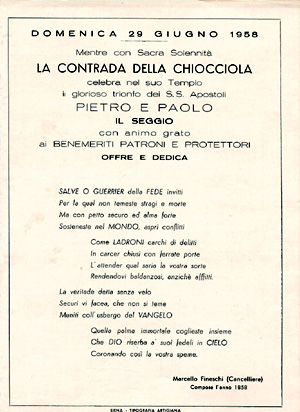 DOMENICA 29 GIUGNO 1958
Mentre con Sacra Solennità
LA CONTRADA DELLA CHIOCCIOLA
celebra nel suo Tempio
il glorioso trionfo dei S.S. Apostoli
PIETRO E PAOLO
IL SEGGIO
con animo grato
ai BENEMERITI PATRONI E PROTETTORI
OFFRE E DEDICA
SALVE O GUERRIER della FEDE invitti
Per la qual non temeste stragi e morte
Ma con petto securo ed alma forte
Sosteneste nel MONDO, aspri conflitti
Come LADRONI carchi di delitti
In carcer chiusi con ferrate porte
L'attender qual saria la vostra sorte
Rendendovi baldanzosi, anzichè afflitti.
La veritade detta senza velo
Securi vi facea, che non si teme
Muniti coll'usbergo del VANGELO
Quella palma immortale coglieste insieme
Che DIO riserba a' suoi fedeli in CIELO
Coronando così la vostra speme.
Marcello Fineschi (Cancelliere)
Compose l'anno 1858
SIENA - TIPOGRAFIA ARTIGIANA